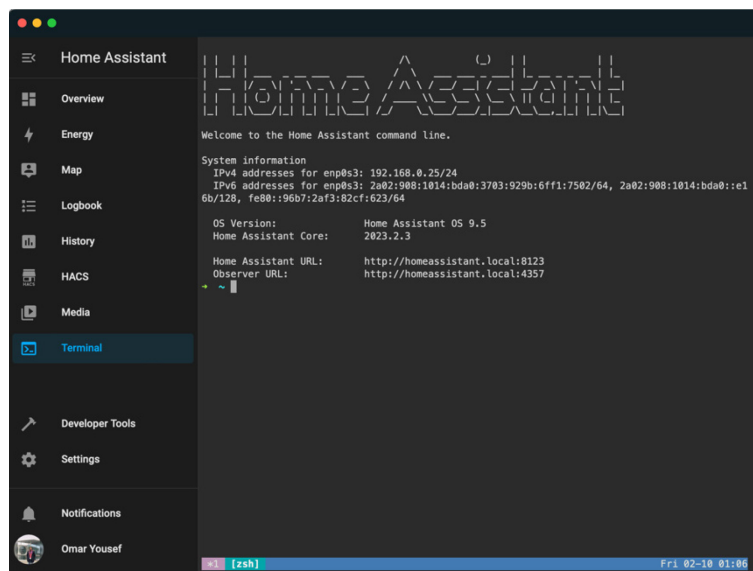 Home Assistant
Overview
Energy
Map
Logbook
History
HACS
HACS
Media
Terminal
Developer Tools
Settings
Notifications
Omar Yousef
Home Assistant
Welcome to the Home Assistant command line.
System information
IPv4 addresses for enp0s3: 192.168.0.25/24
IPv6 addresses for enp0s3: 2a02:908:1014:bda0:3703:929b:6ff1:7502/64, 2a02:908:1014:bda0::e1
6b/128, fe80::96b7:2af3:82cf:623/64
OS Version: Home Assistant OS 9.5
Home Assistant Core: 2023.2.3
Home Assistant URL: http://homeassistant.local:8123
Observer URL: http://homeassistant.local:4357
➜ ~
*1 [zsh] Fri 02-10 01:06